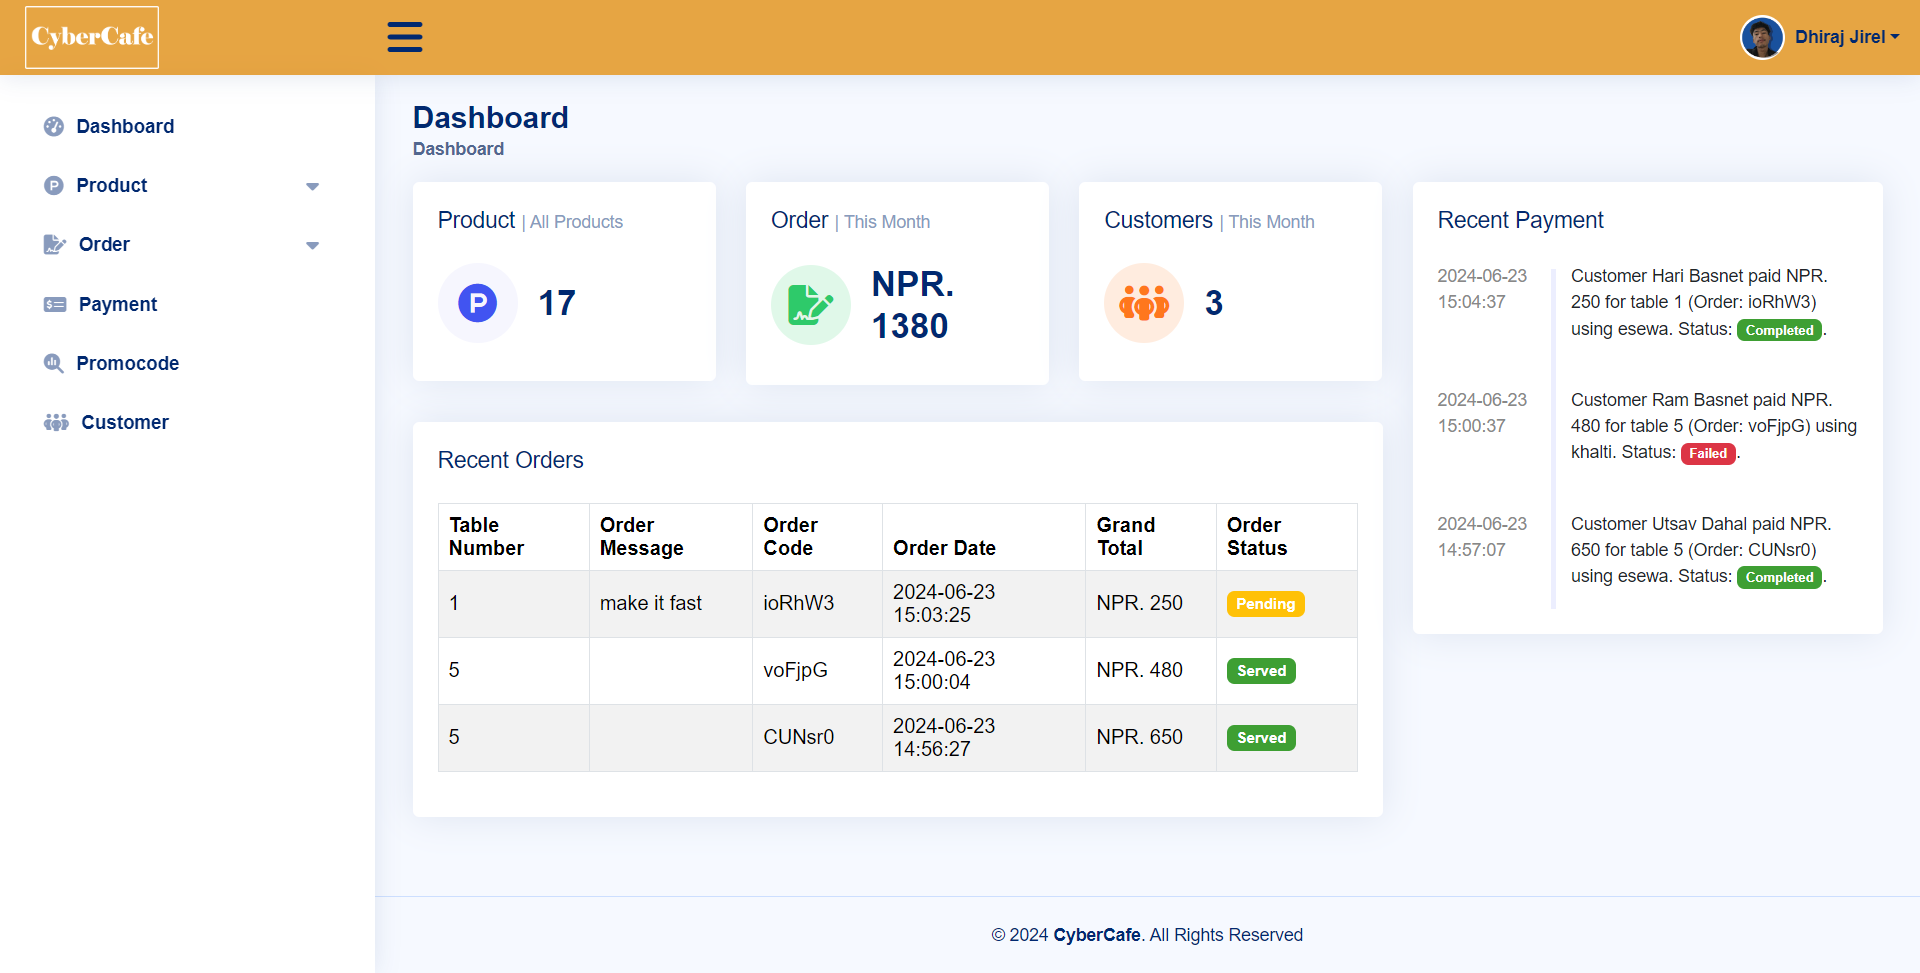 CyberCafe
Dhiraj Jirel
Dashboard
Product
Order
Payment
Promocode
Customer
Dashboard
Dashboard
Product | All Products
P
17
Order | This Month
NPR.
1380
Customers | This Month
3
Recent Orders
Table
Number
Order
Message
Order
Code
Order Date
Grand
Total
Order
Status
1
make it fast
ioRhW3
2024-06-23
15:03:25
NPR. 250
Pending
5
voFjpG
2024-06-23
15:00:04
NPR. 480
Served
5
CUNsr0
2024-06-23
14:56:27
NPR. 650
Served
Recent Payment
2024-06-23
15:04:37
Customer Hari Basnet paid NPR.
250 for table 1 (Order: ioRhW3)
using esewa. Status: Completed.
2024-06-23
15:00:37
Customer Ram Basnet paid NPR.
480 for table 5 (Order: voFjpG) using
khalti. Status: Failed.
2024-06-23
14:57:07
Customer Utsav Dahal paid NPR.
650 for table 5 (Order: CUNsr0)
using esewa. Status: Completed.
© 2024 CyberCafe. All Rights Reserved